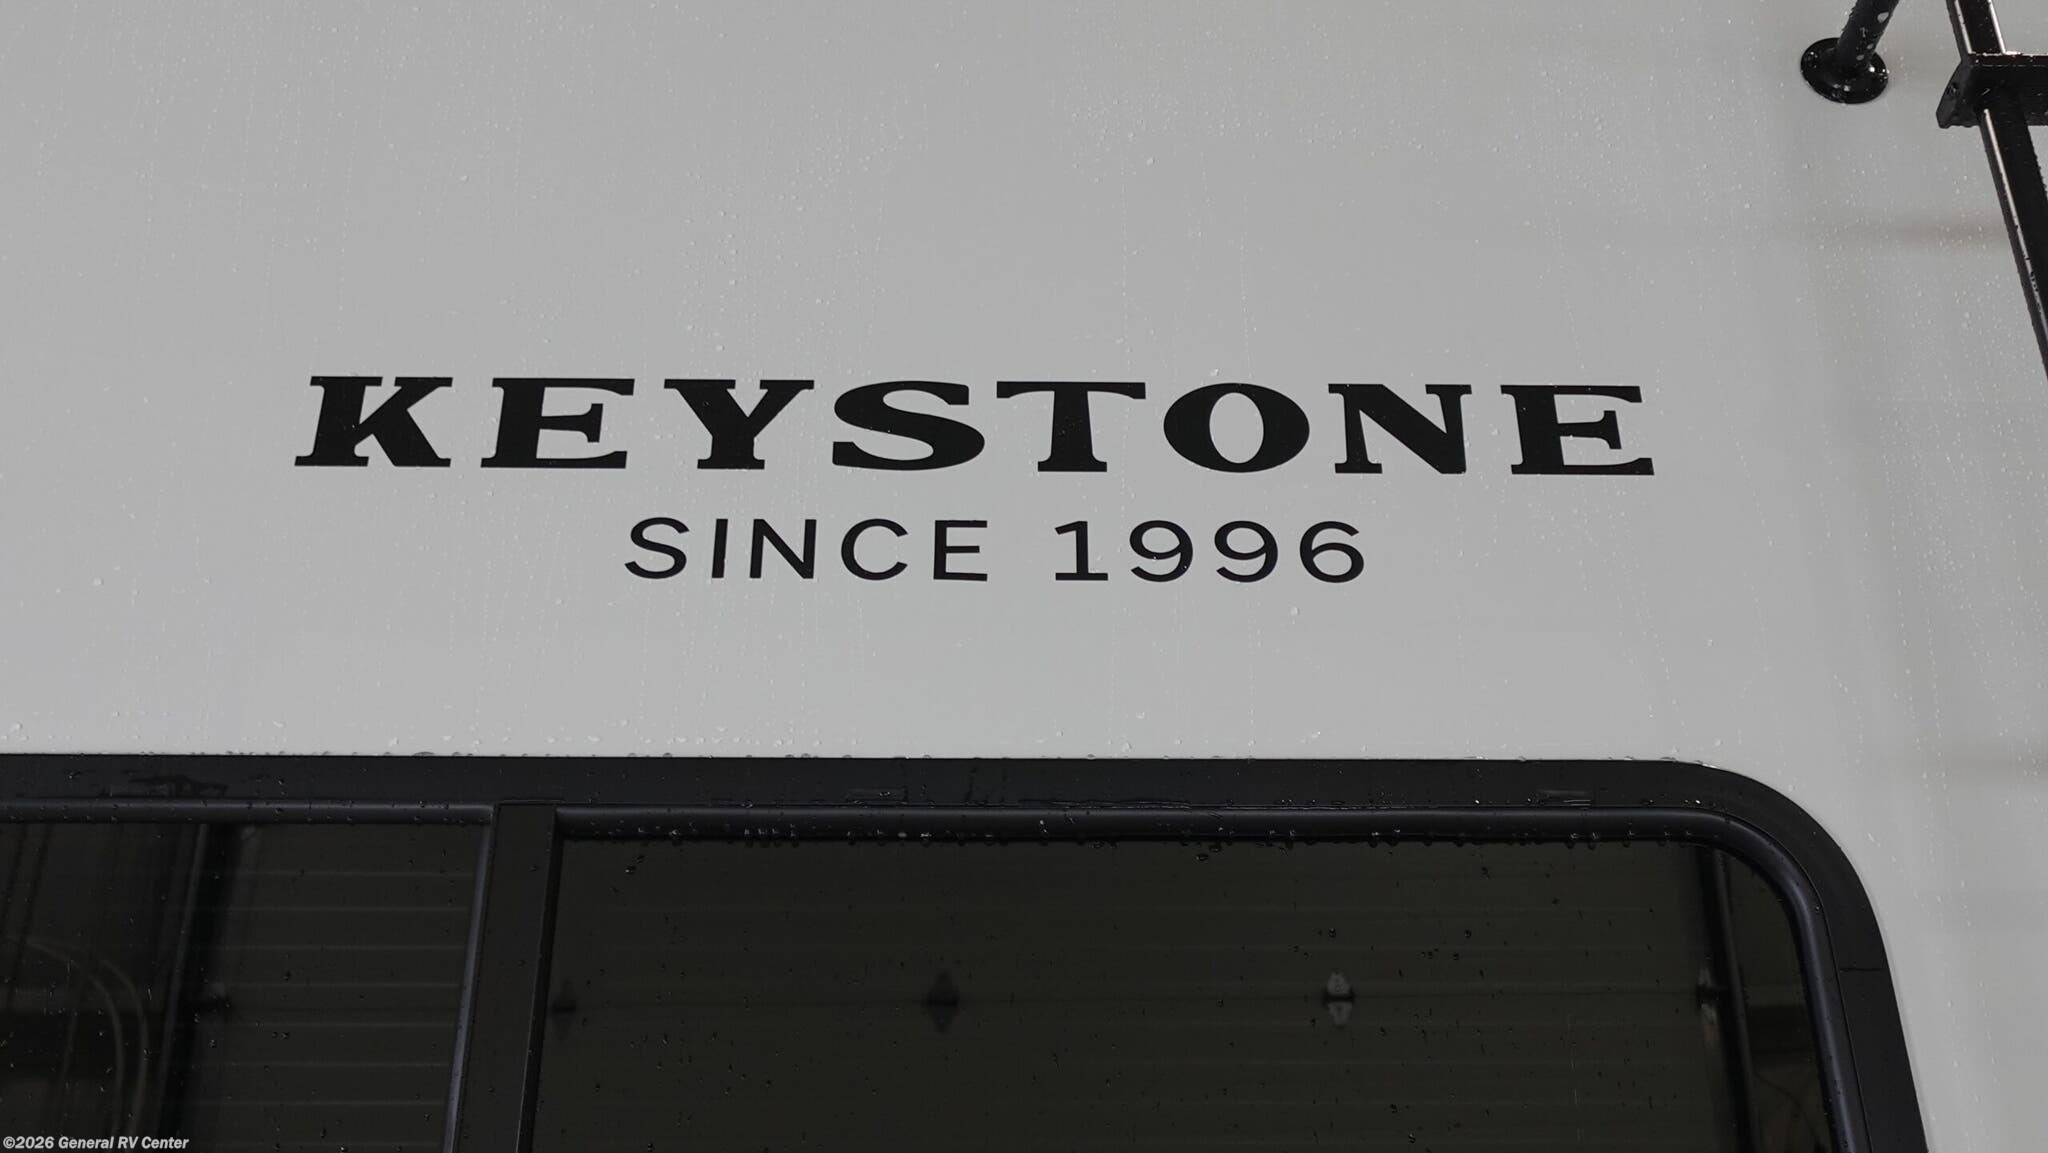 KEYSTONE
SINCE 1996
©2026 General RV Center